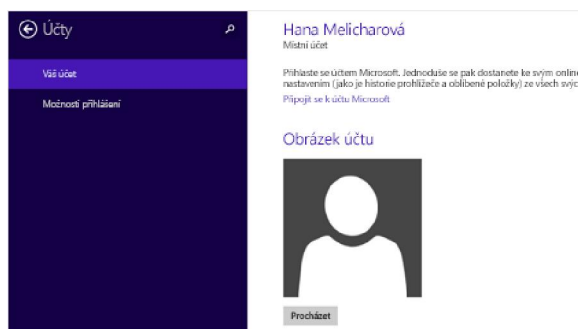 Účty
Váš účet
Možnosti přihlášení
Hana Melicharová
Místní účet
Přihlaste se účtem Microsoft. Jednoduše se pak dostanete ke svým online
nastavením (jako je historie prohlížeče a oblíbené položky) ze všech svýc
Připojit se k účtu Microsoft
Obrázek účtu
Procházet